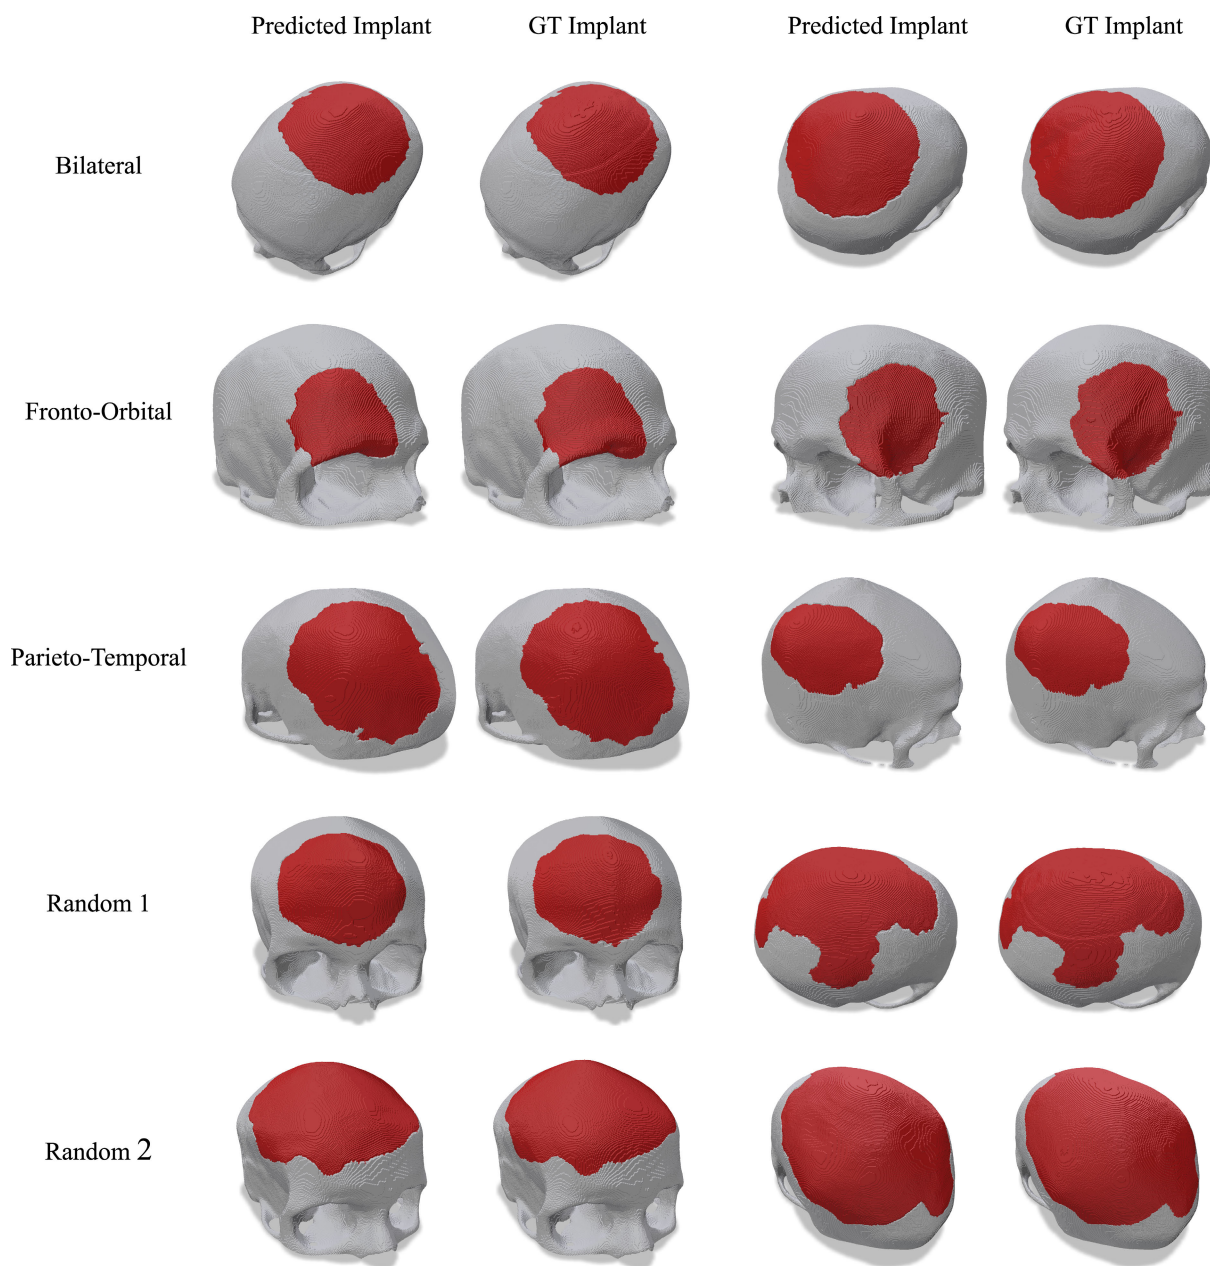 Predicted Implant GT Implant Predicted Implant GT Implant
Bilateral
Fronto-Orbital
Parieto-Temporal
Random 1
Random 2